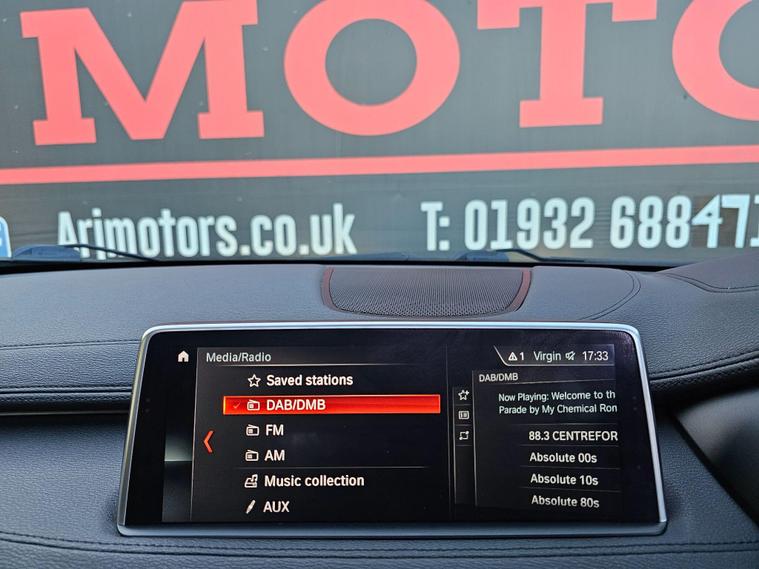 MOTO
Arimotors.co.uk T: 01932 688471
Media/Radio
1 Virgin 17:33
Saved stations
DAB/DMB
FM
AM
Music collection
AUX
DAB/DMB
Now Playing: Welcome to th
Parade by My Chemical Rom
88.3 CENTREFOR
Absolute 00s
Absolute 10s
Absolute 80s